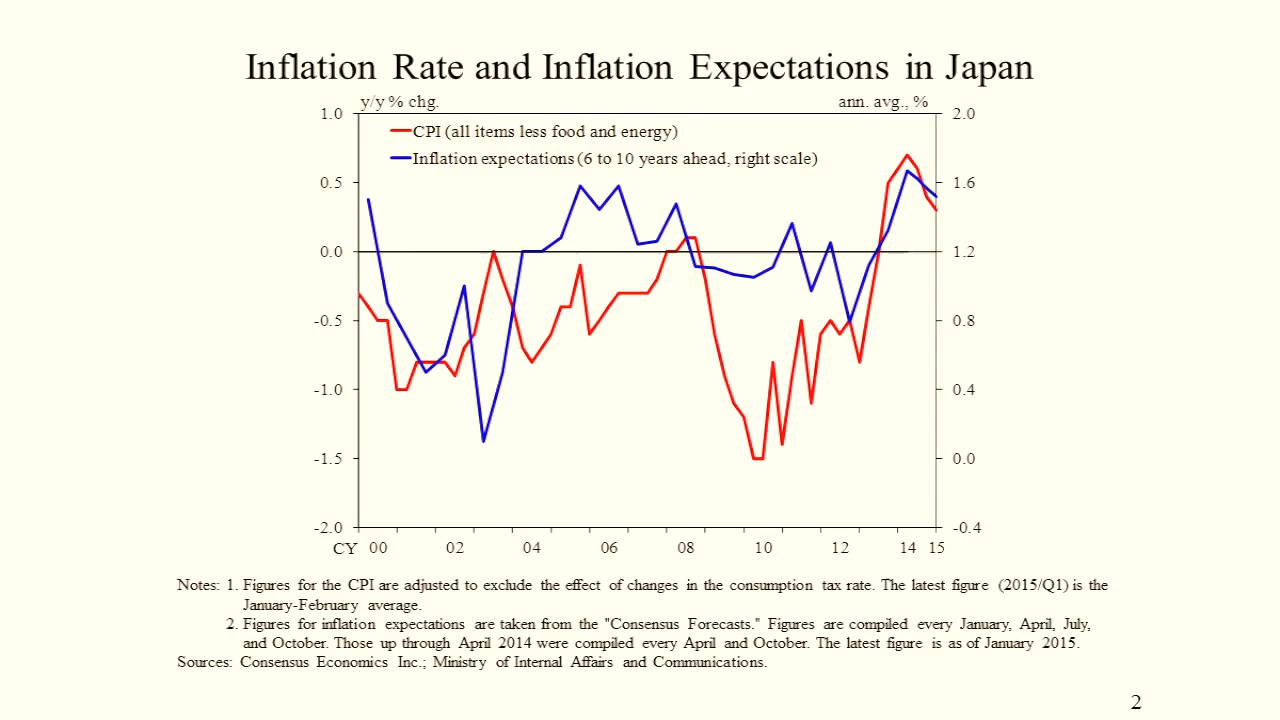 Inflation Rate and Inflation Expectations in Japan
y/y % chg.
ann. avg., %
CPI (all items less food and energy)
Inflation expectations (6 to 10 years ahead, right scale)
1.0
0.5
0.0
-0.5
-1.0
-1.5
-2.0
2.0
1.6
1.2
0.8
0.4
0.0
-0.4
CY 00 02 04 06 08 10 12 14 15
Notes: 1. Figures for the CPI are adjusted to exclude the effect of changes in the consumption tax rate. The latest figure (2015/Q1) is the
January-February average.
2. Figures for inflation expectations are taken from the "Consensus Forecasts." Figures are compiled every January, April, July,
and October. Those up through April 2014 were compiled every April and October. The latest figure is as of January 2015.
Sources: Consensus Economics Inc.; Ministry of Internal Affairs and Communications.
2